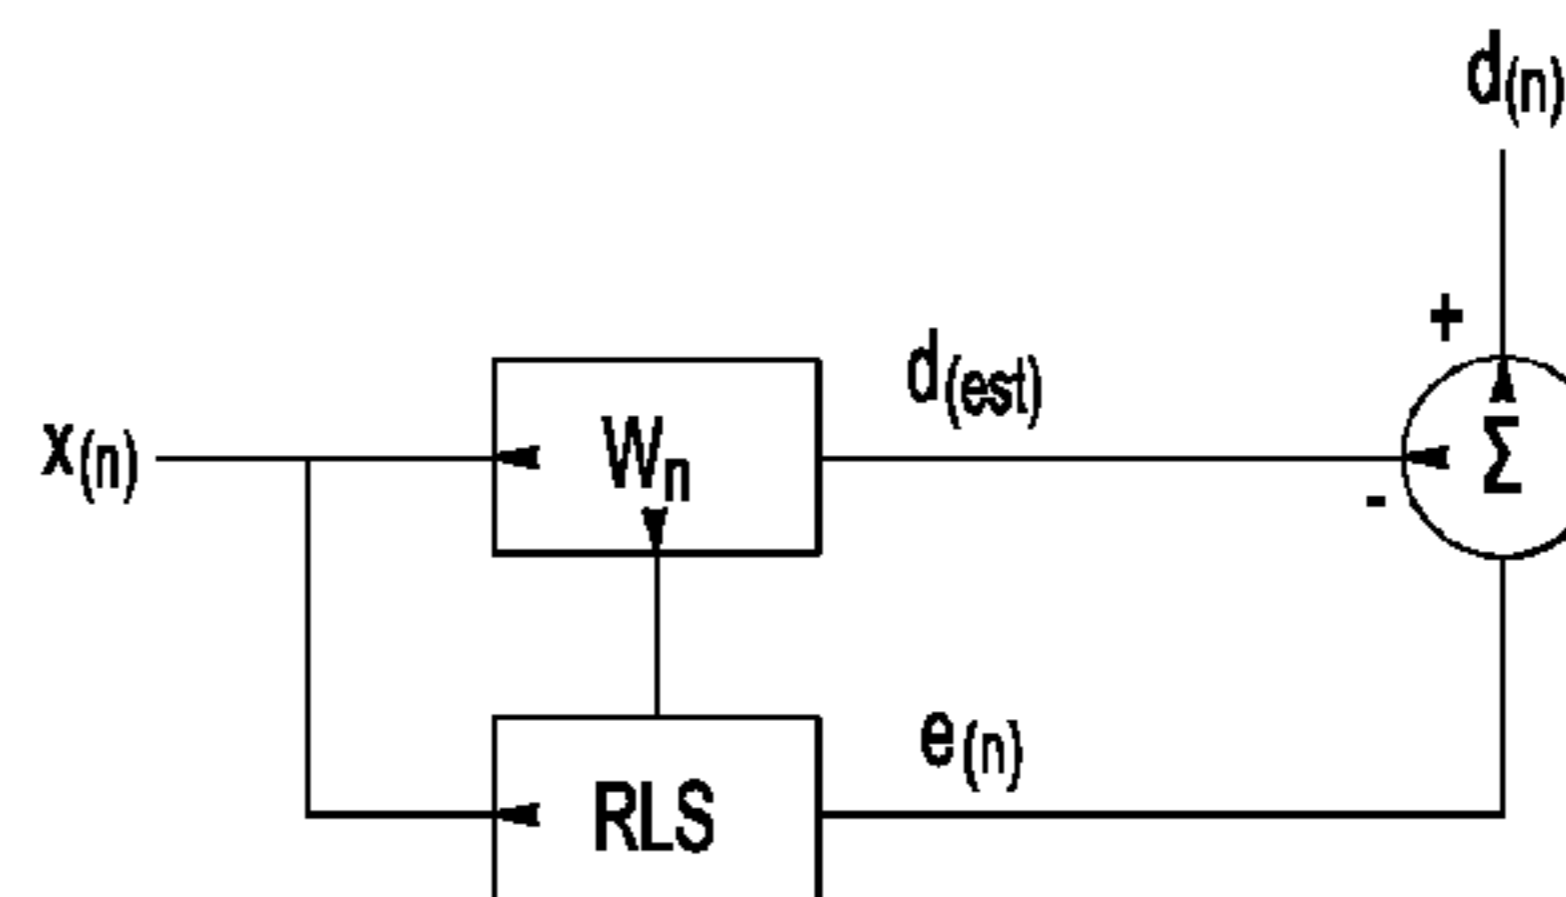 d(n)
+
d(est)
x(n)
Wn
Σ
-
e(n)
RLS